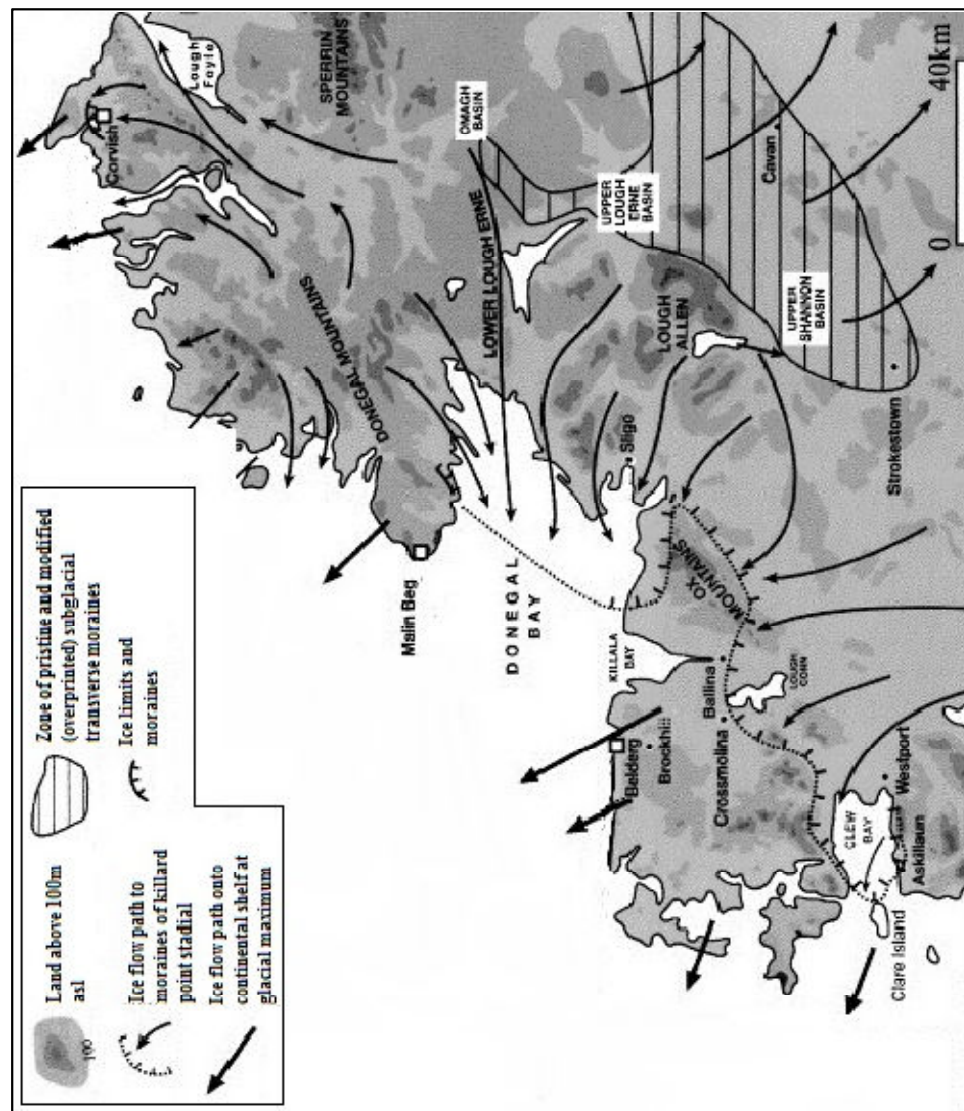 Land above 100m
asl
100
Ice flow path to
moraines of killard
point stadial
Ice flow path onto
continental shelf at
glacial maximum
Zone of pristine and modified
(overprinted) subglacial
transverse moraines
Ice limits and
moraines
Corvish
Lough
Foyle
SPERRIN
MOUNTAINS
OMAGH
BASIN
DONEGAL MOUNTAINS
LOWER LOUGH ERNE
UPPER
LOUGH
ERNE
BASIN
Cavan
UPPER
SHANNON
BASIN
LOUGH
ALLEN
Malin Beg
DONEGAL
BAY
Sligo
OX
MOUNTAINS
KILLALA
BAY
Strokestown
Belderg
Brockhill
Ballina
Crossmolina
LOUGH
CONN
CLEW
BAY
Westport
Askillaun
Clare Island
0
40km